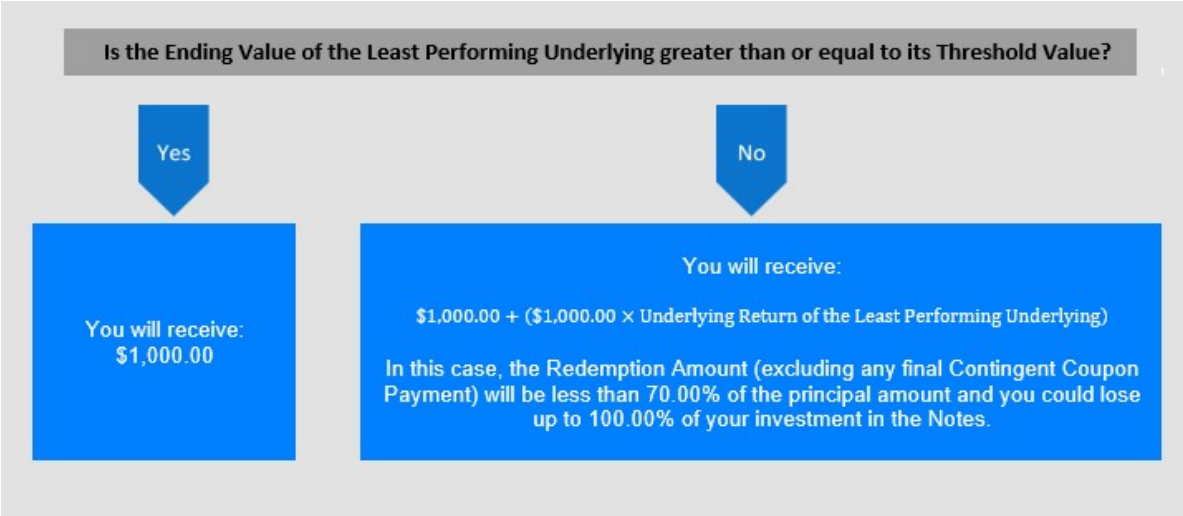 Is the Ending Value of the Least Performing Underlying greater than or equal to its Threshold Value?
Yes
No
You will receive:
$1,000.00
You will receive:
$1,000.00 + ($1,000.00 × Underlying Return of the Least Performing Underlying)
In this case, the Redemption Amount (excluding any final Contingent Coupon
Payment) will be less than 70.00% of the principal amount and you could lose
up to 100.00% of your investment in the Notes.